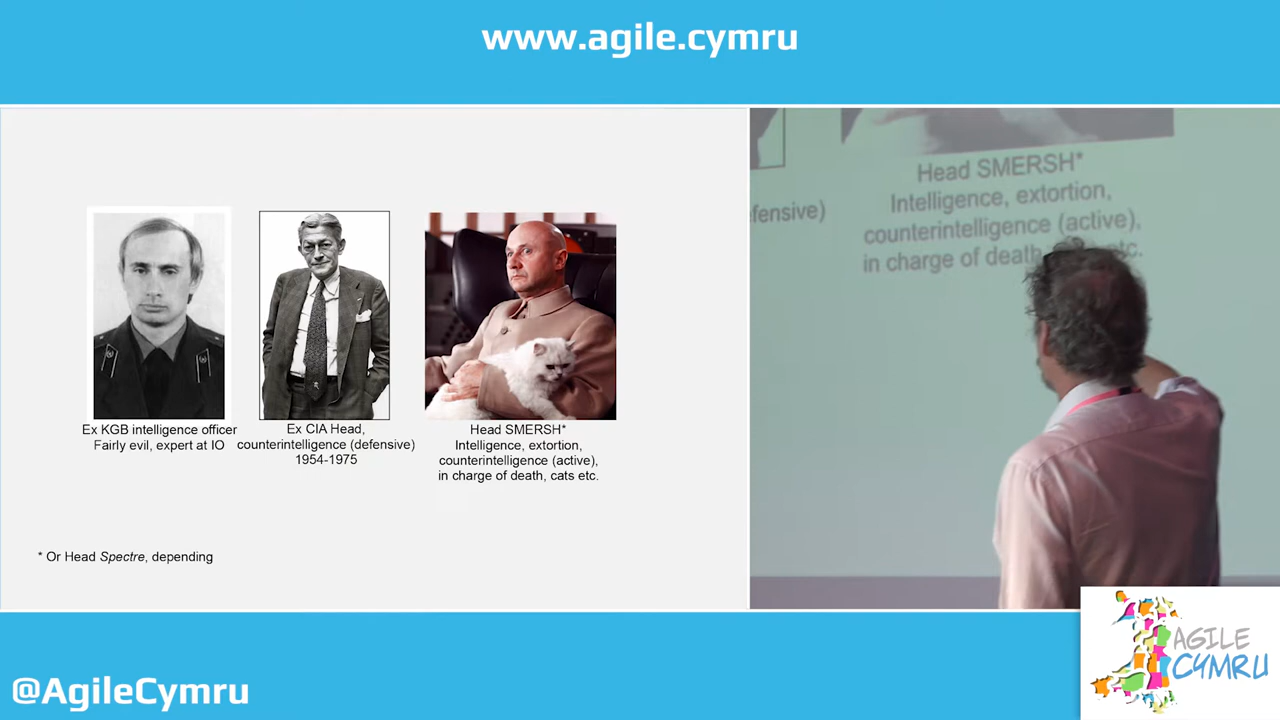 www.agile.cymru
Ex KGB intelligence officer
Fairly evil, expert at IO
Ex CIA Head,
counterintelligence (defensive)
1954-1975
Head SMERSH*
Intelligence, extortion,
counterintelligence (active),
in charge of death, cats etc.
* Or Head Spectre, depending
Head SMERSH*
Intelligence, extortion,
fensive)
counterintelligence (active),
in charge of death etc.
@AgileCymru
AGILE
CYMRU